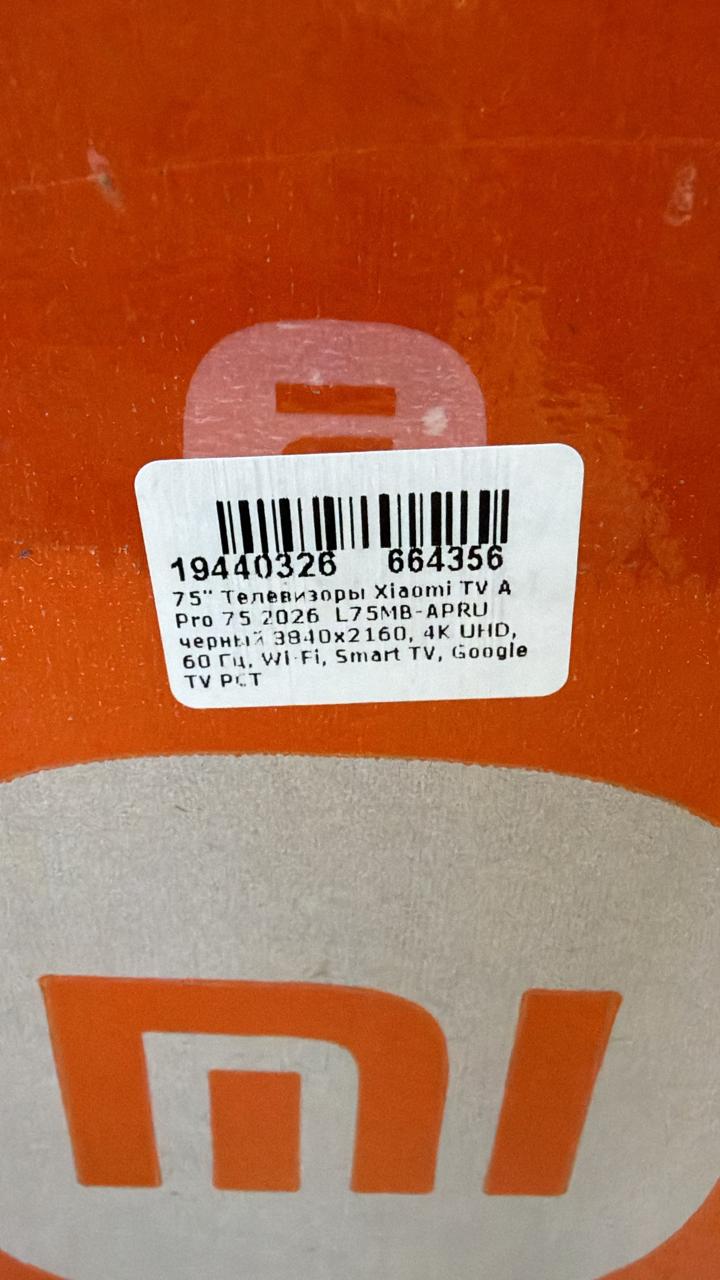 19440326 664356
75" Телевизоры Xiaomi TV A
Pro 75 2026 L75MB-APRU
черный 3840x2160, 4K UHD,
60 Гц, Wi-Fi, Smart TV, Google
TV РСТ
mi